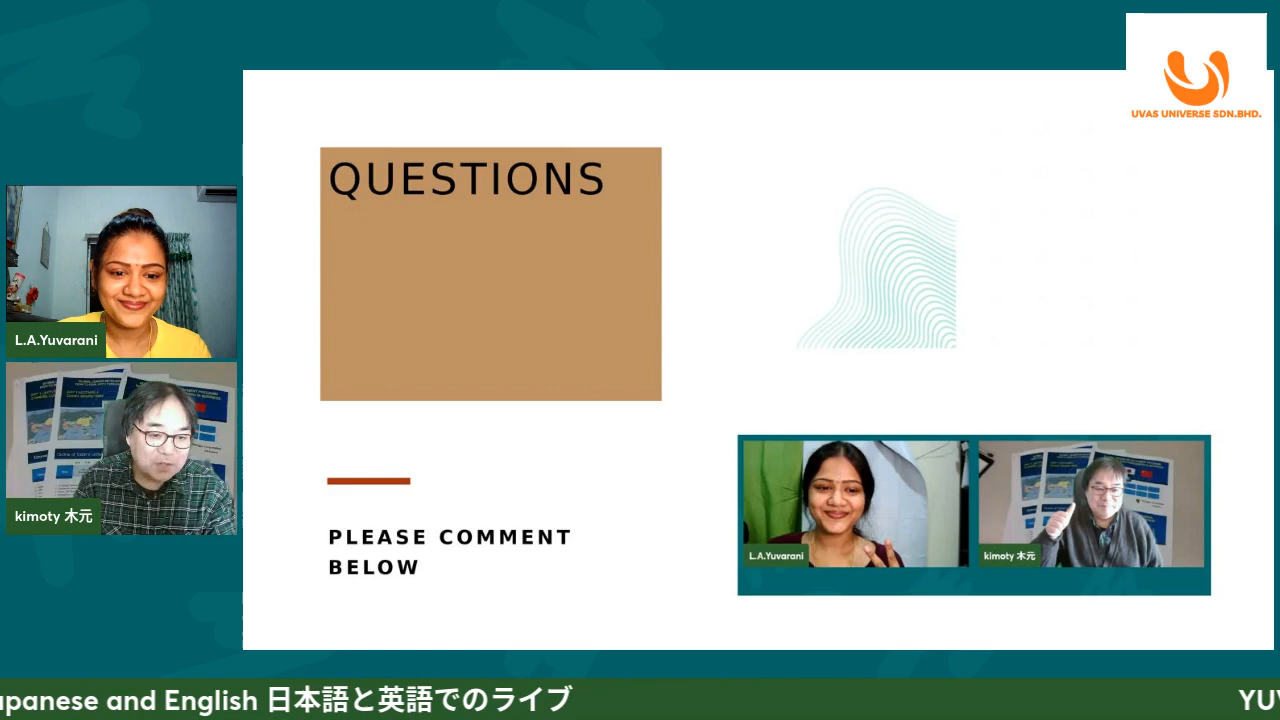 UVAS UNIVERSE SDN.BHD.
QUESTIONS
L.A.Yuvarani
kimoty 木元
PLEASE COMMENT
BELOW
L.A.Yuvarani
kimoty 木元
apanese and English 日本語と英語でのライブ
YUV